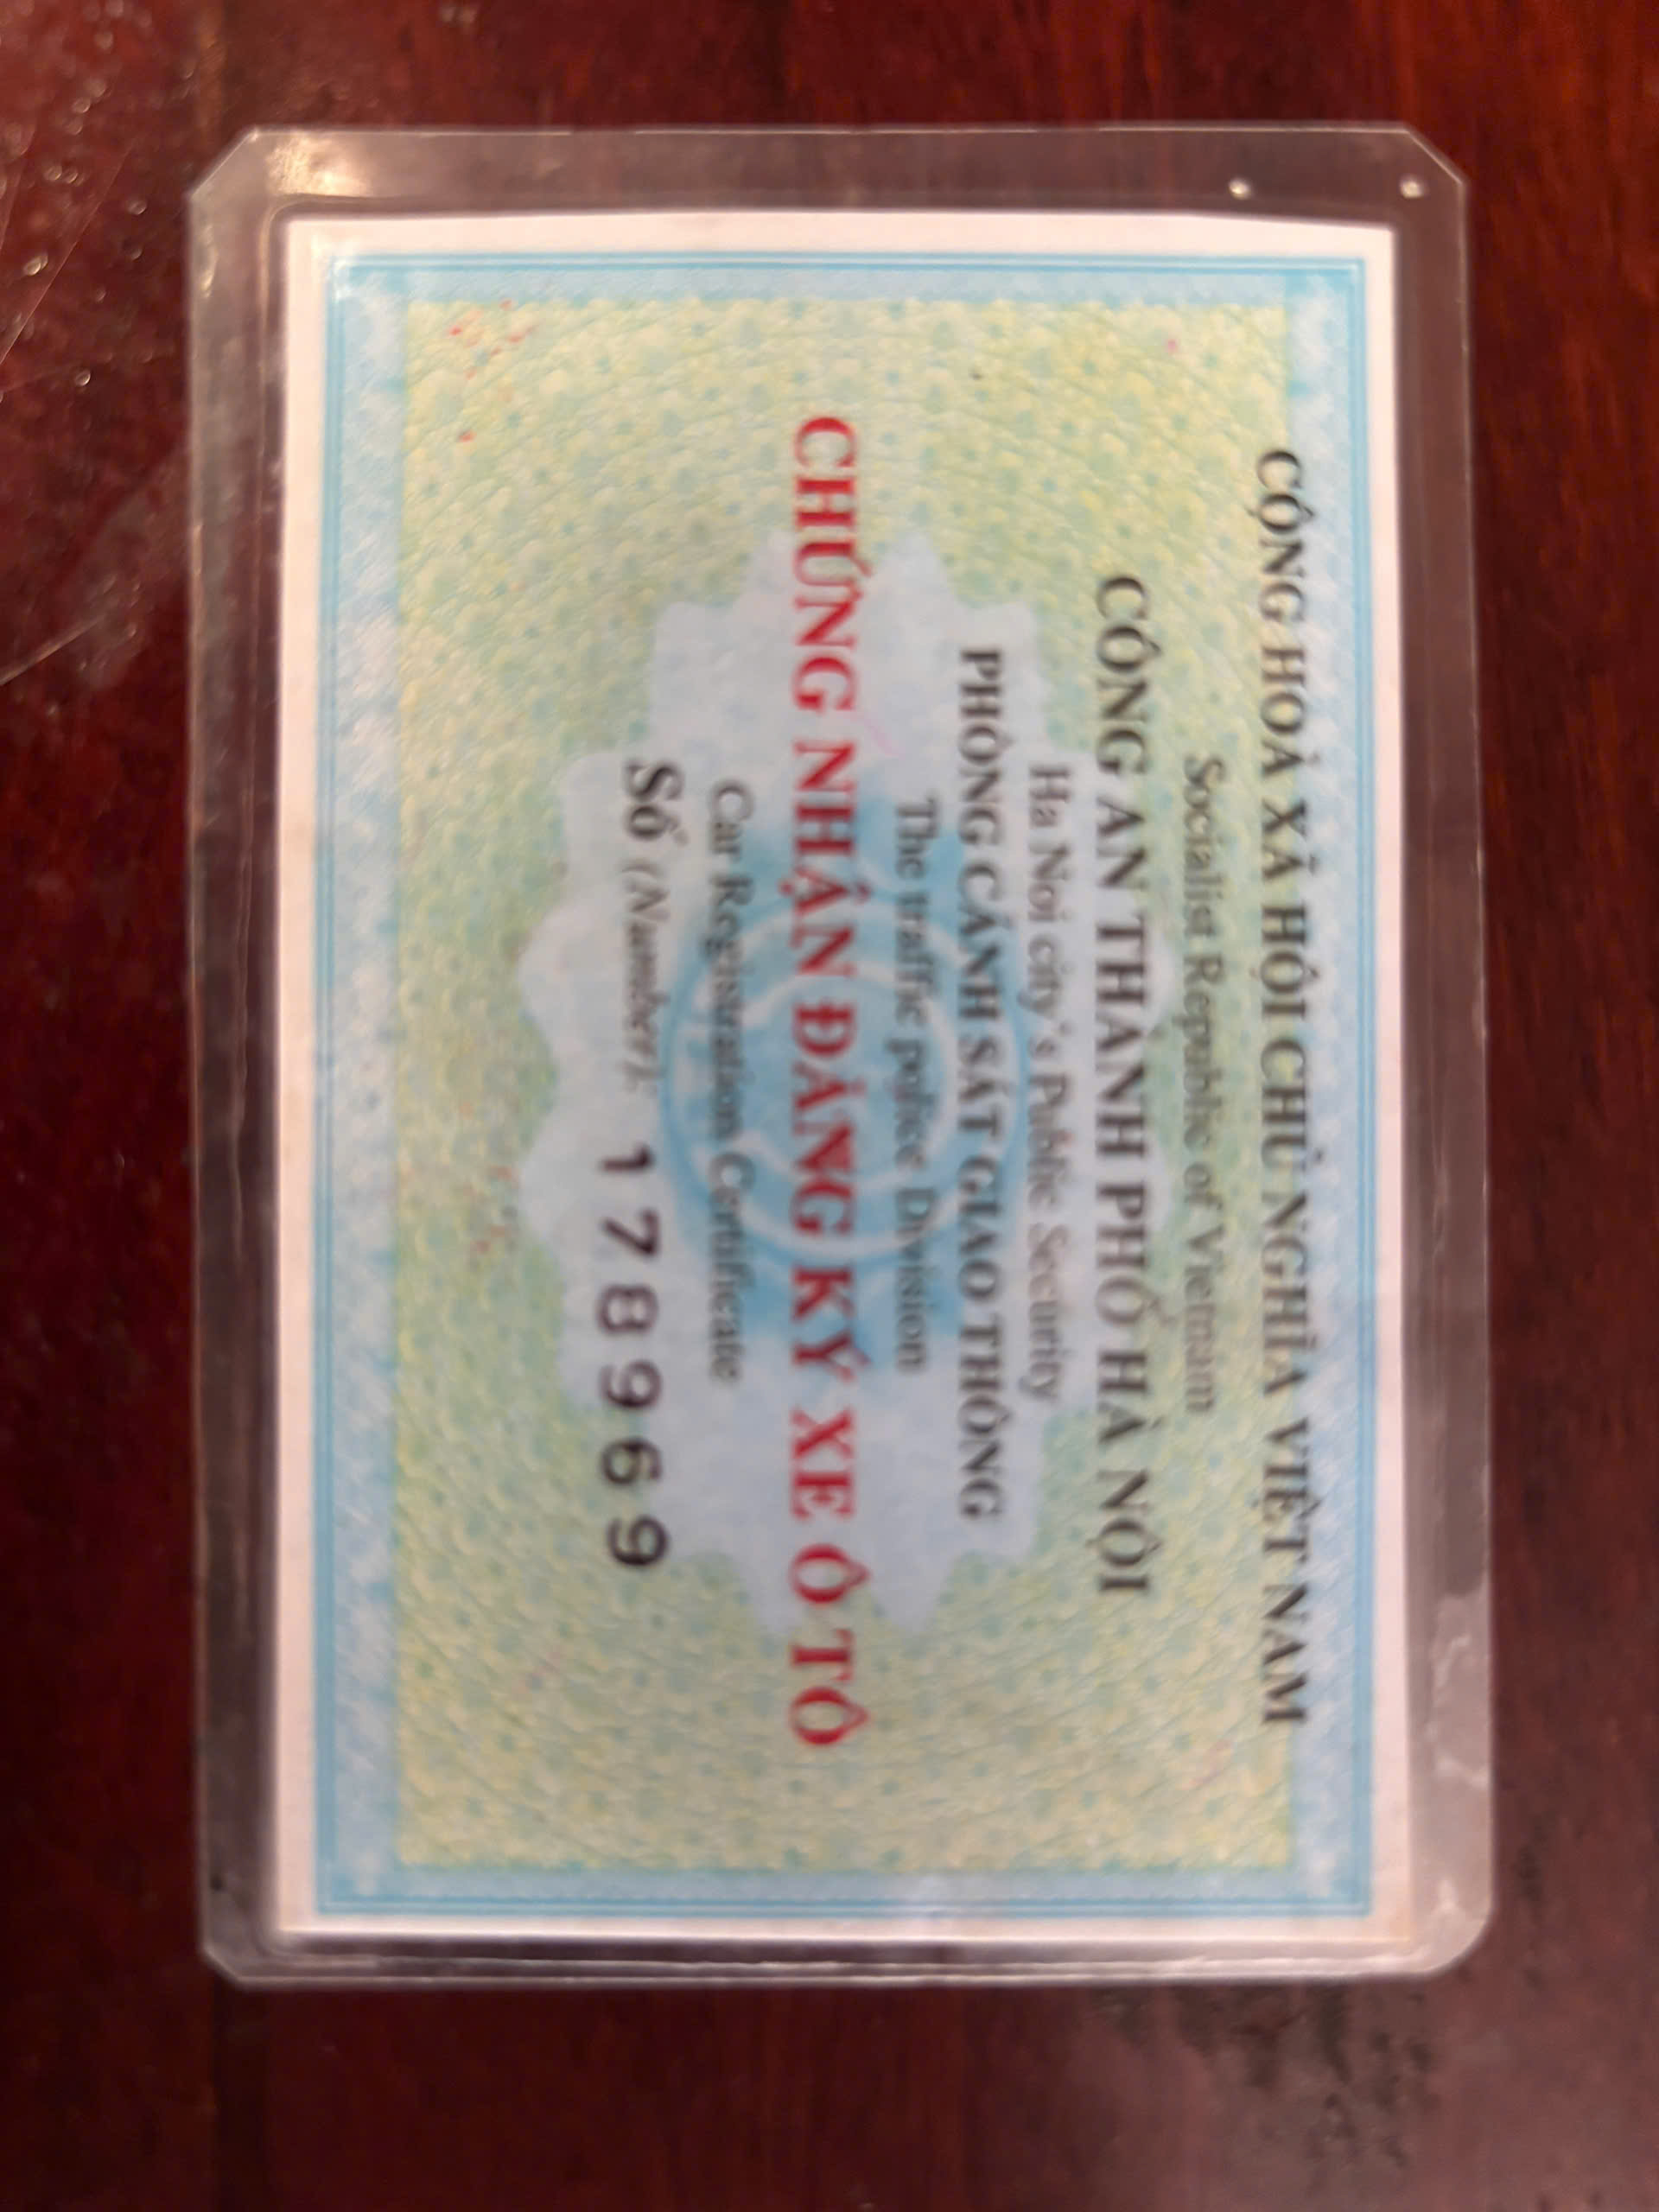 CỘNG HOÀ XÃ HỘI CHỦ NGHĨA VIỆT NAM
Socialist Republic of Vietnam
CÔNG AN THÀNH PHỐ HÀ NỘI
Ha Noi city's Public Security
PHÒNG CẢNH SÁT GIAO THÔNG
The traffic police Division
CHỨNG NHẬN ĐĂNG KÝ XE Ô TÔ
Car Registration Certificate
Số (Number): 178969